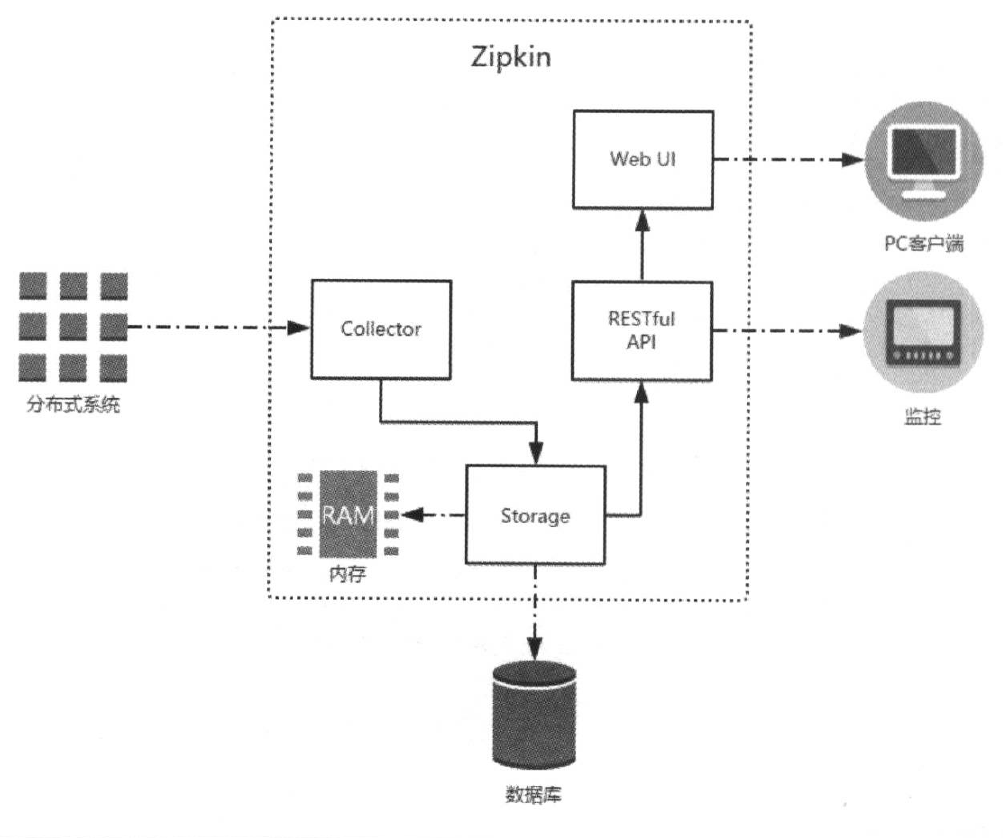 Zipkin
Web UI
PC客户端
Collector
RESTful
API
分布式系统
监控
RAM
Storage
内存
数据库